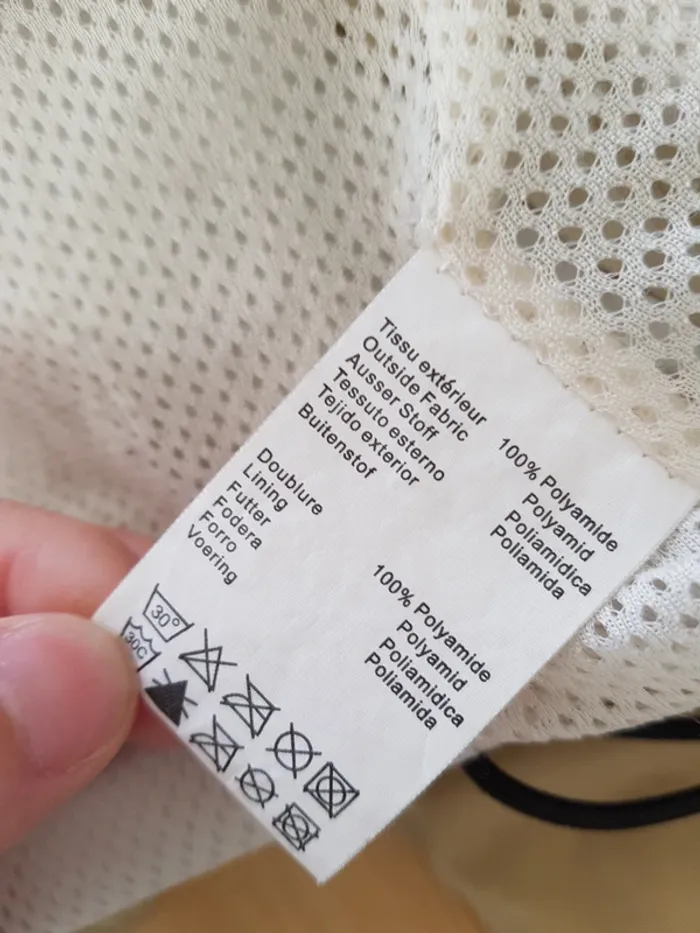 Tissu extérieur
Outside Fabric
Ausser Stoff
Tessuto esterno
Tejido exterior
Buitenstof
100% Polyamide
Polyamid
Poliamidica
Poliamida
Doublure
Lining
Futter
Fodera
Forro
Voering
100% Polyamide
Polyamid
Poliamidica
Poliamida
30°
30C